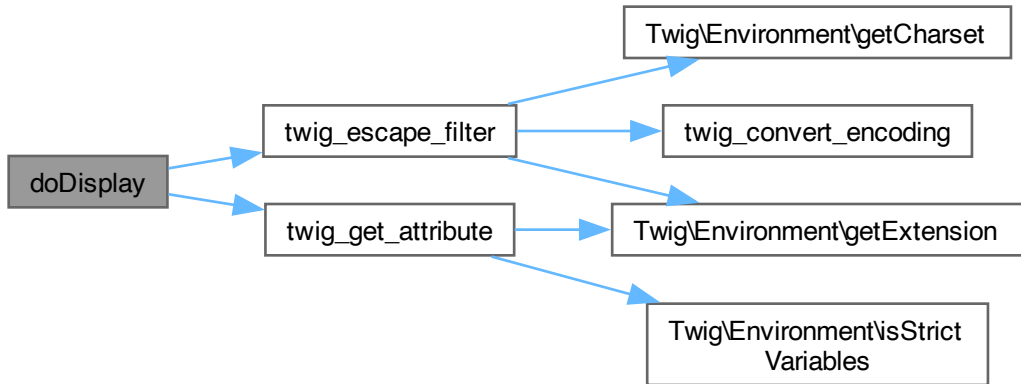 Twig\Environment\getCharset
twig_escape_filter
twig_convert_encoding
doDisplay
twig_get_attribute
Twig\Environment\getExtension
Twig\Environment\isStrict
Variables